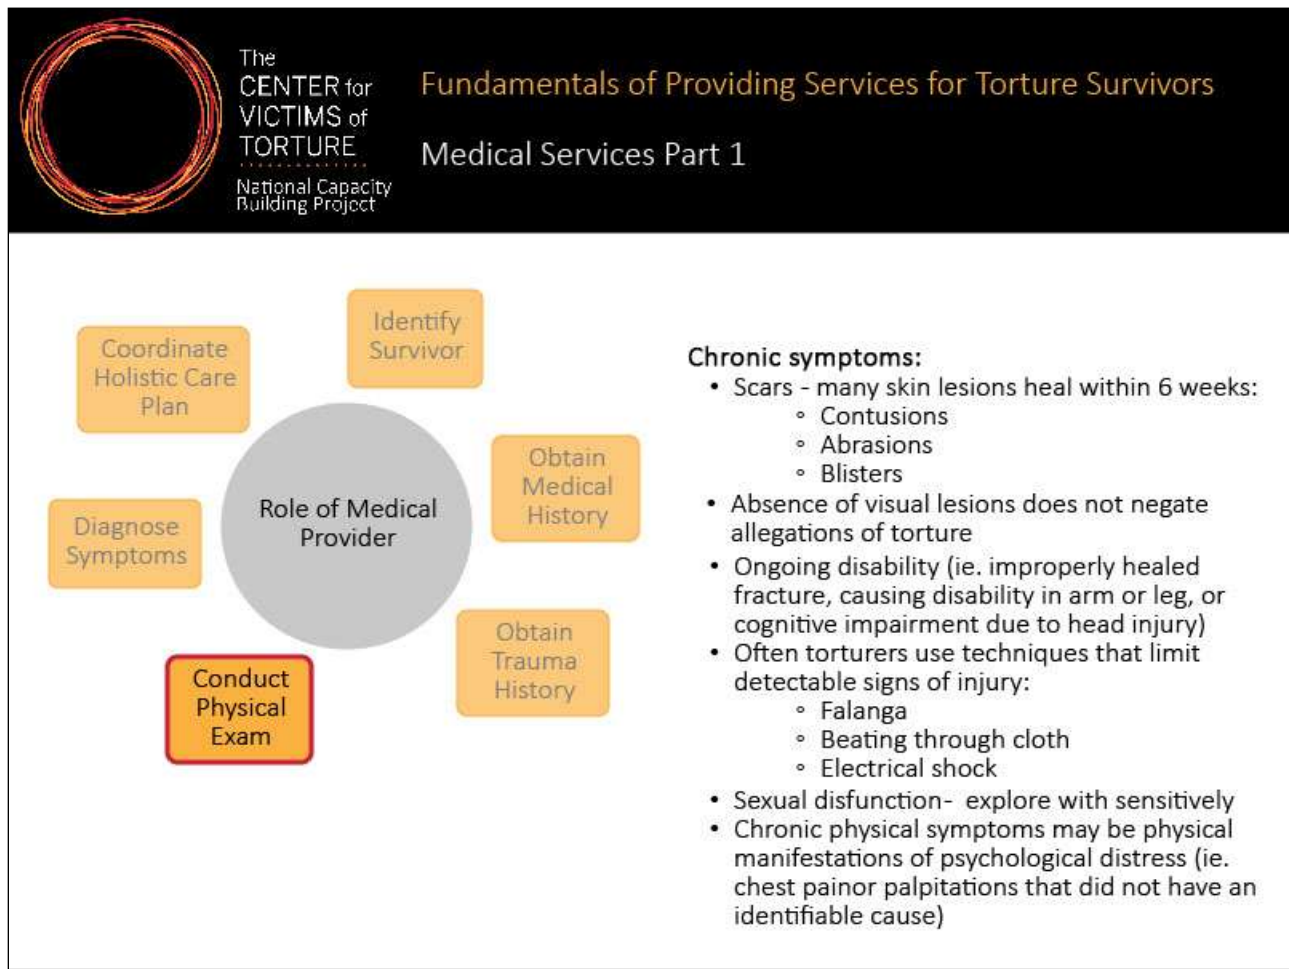 The
CENTER for
VICTIMS of
TORTURE
National Capacity
Building Project
Fundamentals of Providing Services for Torture Survivors
Medical Services Part 1
Identify
Survivor
Coordinate
Holistic Care
Plan
Obtain
Medical
History
Role of Medical
Provider
Diagnose
Symptoms
Obtain
Trauma
History
Conduct
Physical
Exam
Chronic symptoms:
• Scars - many skin lesions heal within 6 weeks:
° Contusions
° Abrasions
° Blisters
• Absence of visual lesions does not negate
allegations of torture
• Ongoing disability (ie. improperly healed
fracture, causing disability in arm or leg, or
cognitive impairment due to head injury)
• Often torturers use techniques that limit
detectable signs of injury:
° Falanga
° Beating through cloth
° Electrical shock
• Sexual disfunction- explore with sensitively
• Chronic physical symptoms may be physical
manifestations of psychological distress (ie.
chest painor palpitations that did not have an
identifiable cause)